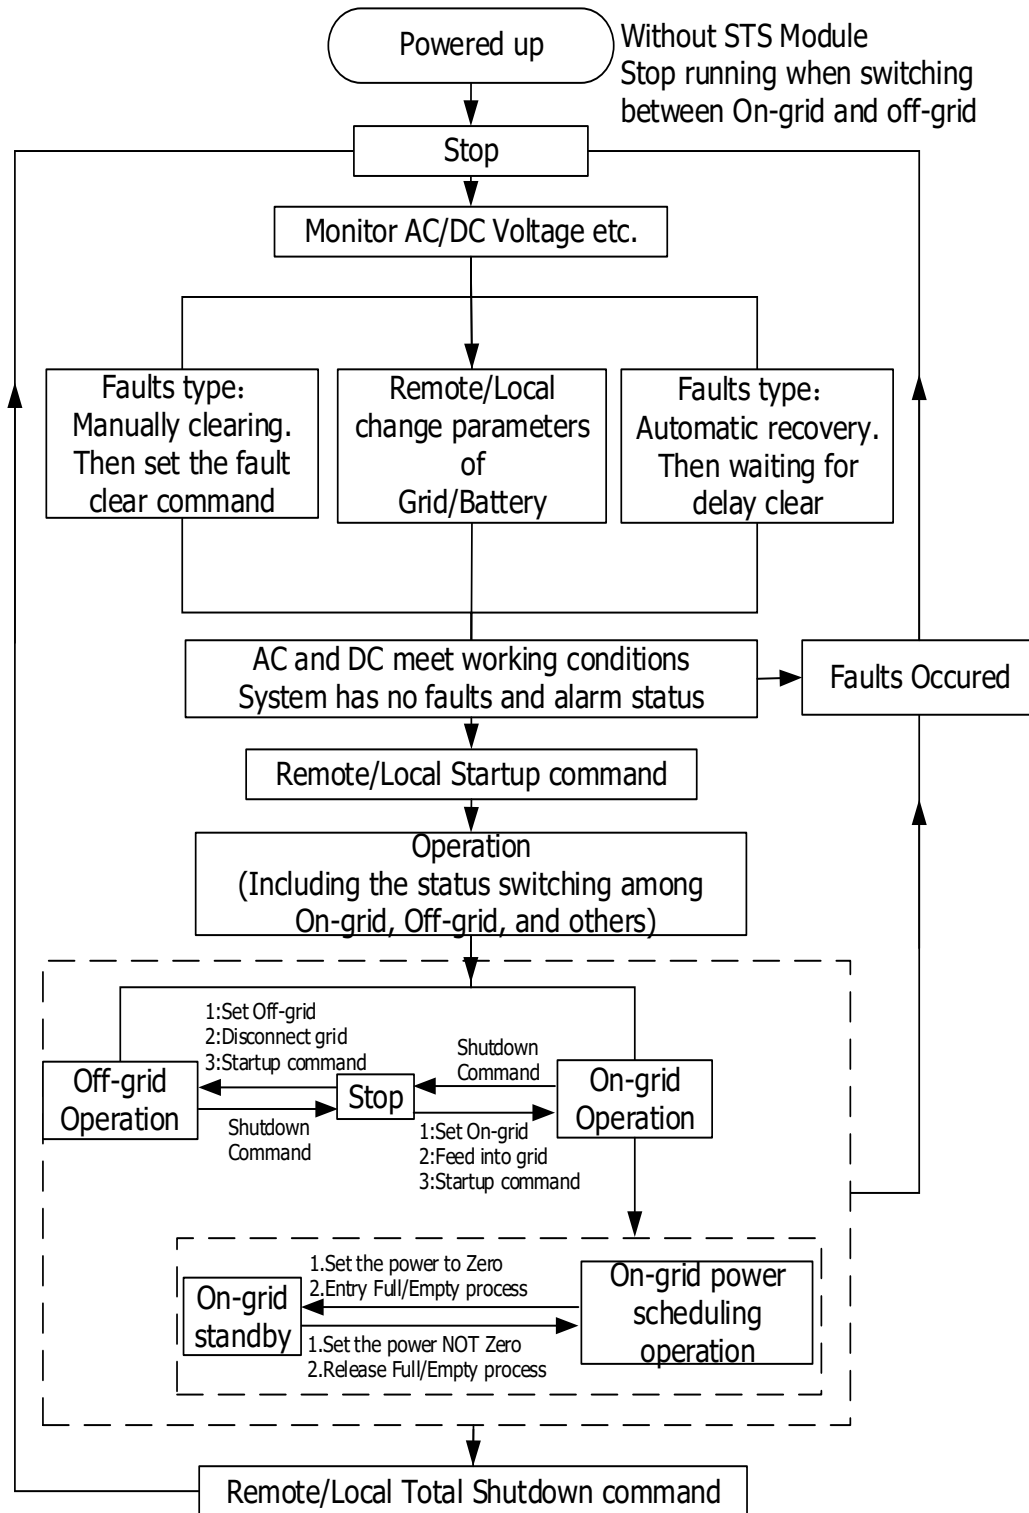 Powered up
Without STS Module
Stop running when switching
between On-grid and off-grid
Stop
Monitor AC/DC Voltage etc.
Faults type：
Manually clearing.
Then set the fault
clear command
Remote/Local
change parameters
of
Grid/Battery
Faults type：
Automatic recovery.
Then waiting for
delay clear
AC and DC meet working conditions
System has no faults and alarm status
Faults Occured
Remote/Local Startup command
Operation
(Including the status switching among
On-grid, Off-grid, and others)
1:Set Off-grid
2:Disconnect grid
3:Startup command
Off-grid
Operation
Shutdown
Command
Stop
Shutdown
Command
On-grid
Operation
1:Set On-grid
2:Feed into grid
3:Startup command
1.Set the power to Zero
2.Entry Full/Empty process
On-grid
standby
1.Set the power NOT Zero
2.Release Full/Empty process
On-grid power
scheduling
operation
Remote/Local Total Shutdown command